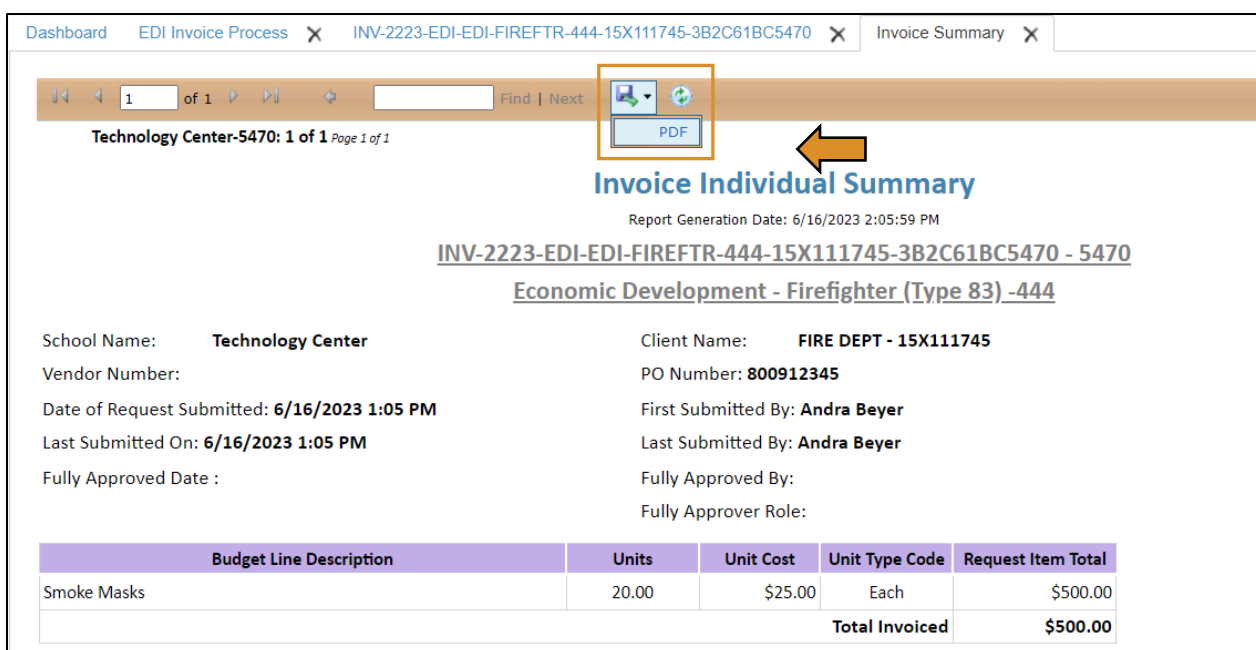 Dashboard EDI Invoice Process INV-2223-EDI-EDI-FIREFTR-444-15X111745-3B2C61BC5470 Invoice Summary
1 of 1 Find | Next
PDF
Technology Center-5470: 1 of 1 Page 1 of 1
Invoice Individual Summary
Report Generation Date: 6/16/2023 2:05:59 PM
INV-2223-EDI-EDI-FIREFTR-444-15X111745-3B2C61BC5470 - 5470
Economic Development - Firefighter (Type 83) -444
School Name: Technology Center Client Name: FIRE DEPT - 15X111745
Vendor Number: PO Number: 800912345
Date of Request Submitted: 6/16/2023 1:05 PM First Submitted By: Andra Beyer
Last Submitted On: 6/16/2023 1:05 PM Last Submitted By: Andra Beyer
Fully Approved Date : Fully Approved By:
Fully Approver Role:
Budget Line Description Units Unit Cost Unit Type Code Request Item Total
Smoke Masks 20.00 $25.00 Each $500.00
Total Invoiced $500.00